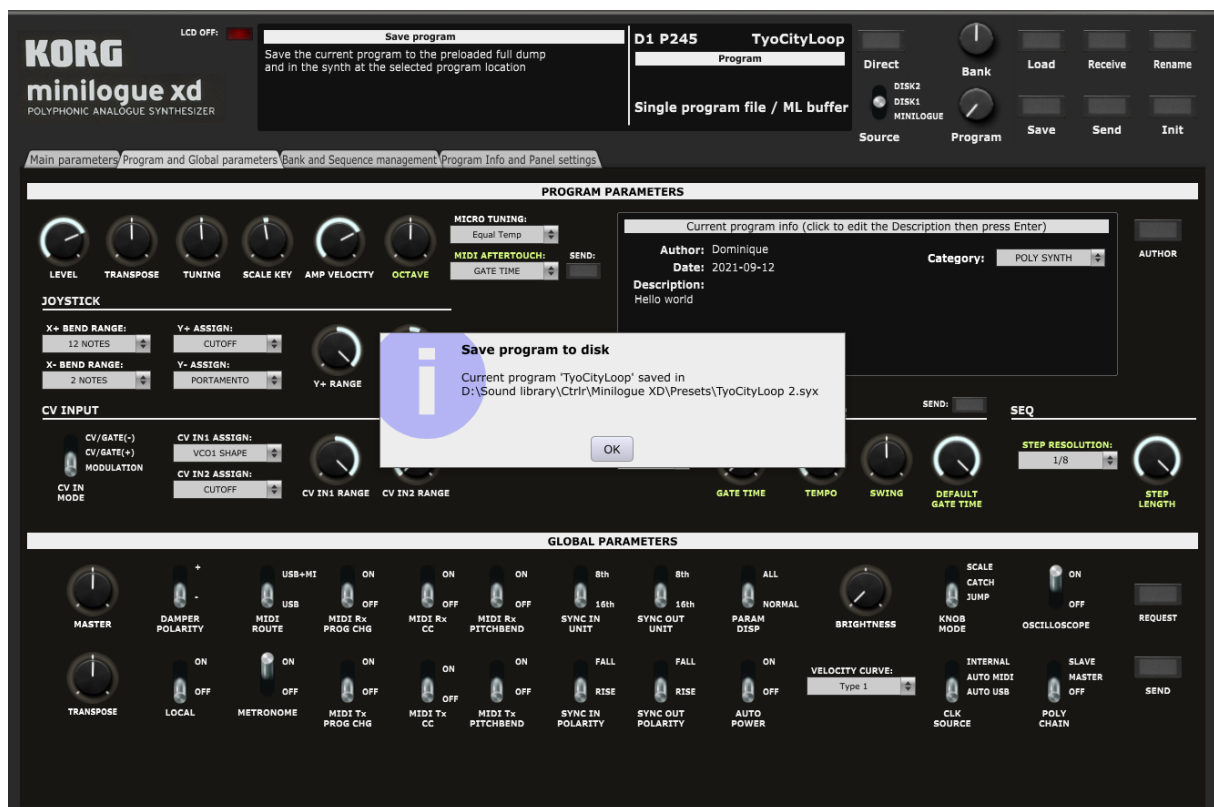 KORG
minilogue xd
POLYPHONIC ANALOGUE SYNTHESIZER
LCD OFF:
Save program
Save the current program to the preloaded full dump
and in the synth at the selected program location
D1 P245 TyoCityLoop
Program
Single program file / ML buffer
Direct
DISK2
DISK1
MINILOGUE
Source
Bank
Program
Load
Receive
Rename
Save
Send
Init
Main parameters
Program and Global parameters
Bank and Sequence management
Program Info and Panel settings
PROGRAM PARAMETERS
LEVEL
TRANSPOSE
TUNING
SCALE KEY
AMP VELOCITY
OCTAVE
MICRO TUNING:
Equal Temp
MIDI AFTERTOUCH:
GATE TIME
SEND:
Current program info (click to edit the Description then press Enter)
Author: Dominique
Date: 2021-09-12
Description:
Hello world
Category: POLY SYNTH
AUTHOR
JOYSTICK
X+ BEND RANGE:
12 NOTES
X- BEND RANGE:
2 NOTES
Y+ ASSIGN:
CUTOFF
Y- ASSIGN:
PORTAMENTO
Y+ RANGE
Save program to disk
Current program 'TyoCityLoop' saved in
D:\Sound library\Ctrlr\Minilogue XD\Presets\TyoCityLoop 2.syx
OK
CV INPUT
CV/GATE(-)
CV/GATE(+)
MODULATION
CV IN
MODE
CV IN1 ASSIGN:
VCO1 SHAPE
CV IN2 ASSIGN:
CUTOFF
CV IN1 RANGE
CV IN2 RANGE
SEND:
GATE TIME
TEMPO
SWING
DEFAULT
GATE TIME
SEQ
STEP RESOLUTION:
1/8
STEP
LENGTH
GLOBAL PARAMETERS
MASTER
+
-
DAMPER
POLARITY
USB+MI
USB
MIDI
ROUTE
ON
OFF
MIDI Rx
PROG CHG
ON
OFF
MIDI Rx
CC
ON
OFF
MIDI Rx
PITCHBEND
8th
16th
SYNC IN
UNIT
8th
16th
SYNC OUT
UNIT
ALL
NORMAL
PARAM
DISP
BRIGHTNESS
SCALE
CATCH
JUMP
KNOB
MODE
ON
OFF
OSCILLOSCOPE
REQUEST
TRANSPOSE
ON
OFF
LOCAL
ON
OFF
METRONOME
ON
OFF
MIDI Tx
PROG CHG
ON
OFF
MIDI Tx
CC
ON
OFF
MIDI Tx
PITCHBEND
FALL
RISE
SYNC IN
POLARITY
FALL
RISE
SYNC OUT
POLARITY
ON
OFF
AUTO
POWER
VELOCITY CURVE:
Type 1
INTERNAL
AUTO MIDI
AUTO USB
CLK
SOURCE
SLAVE
MASTER
OFF
POLY
CHAIN
SEND